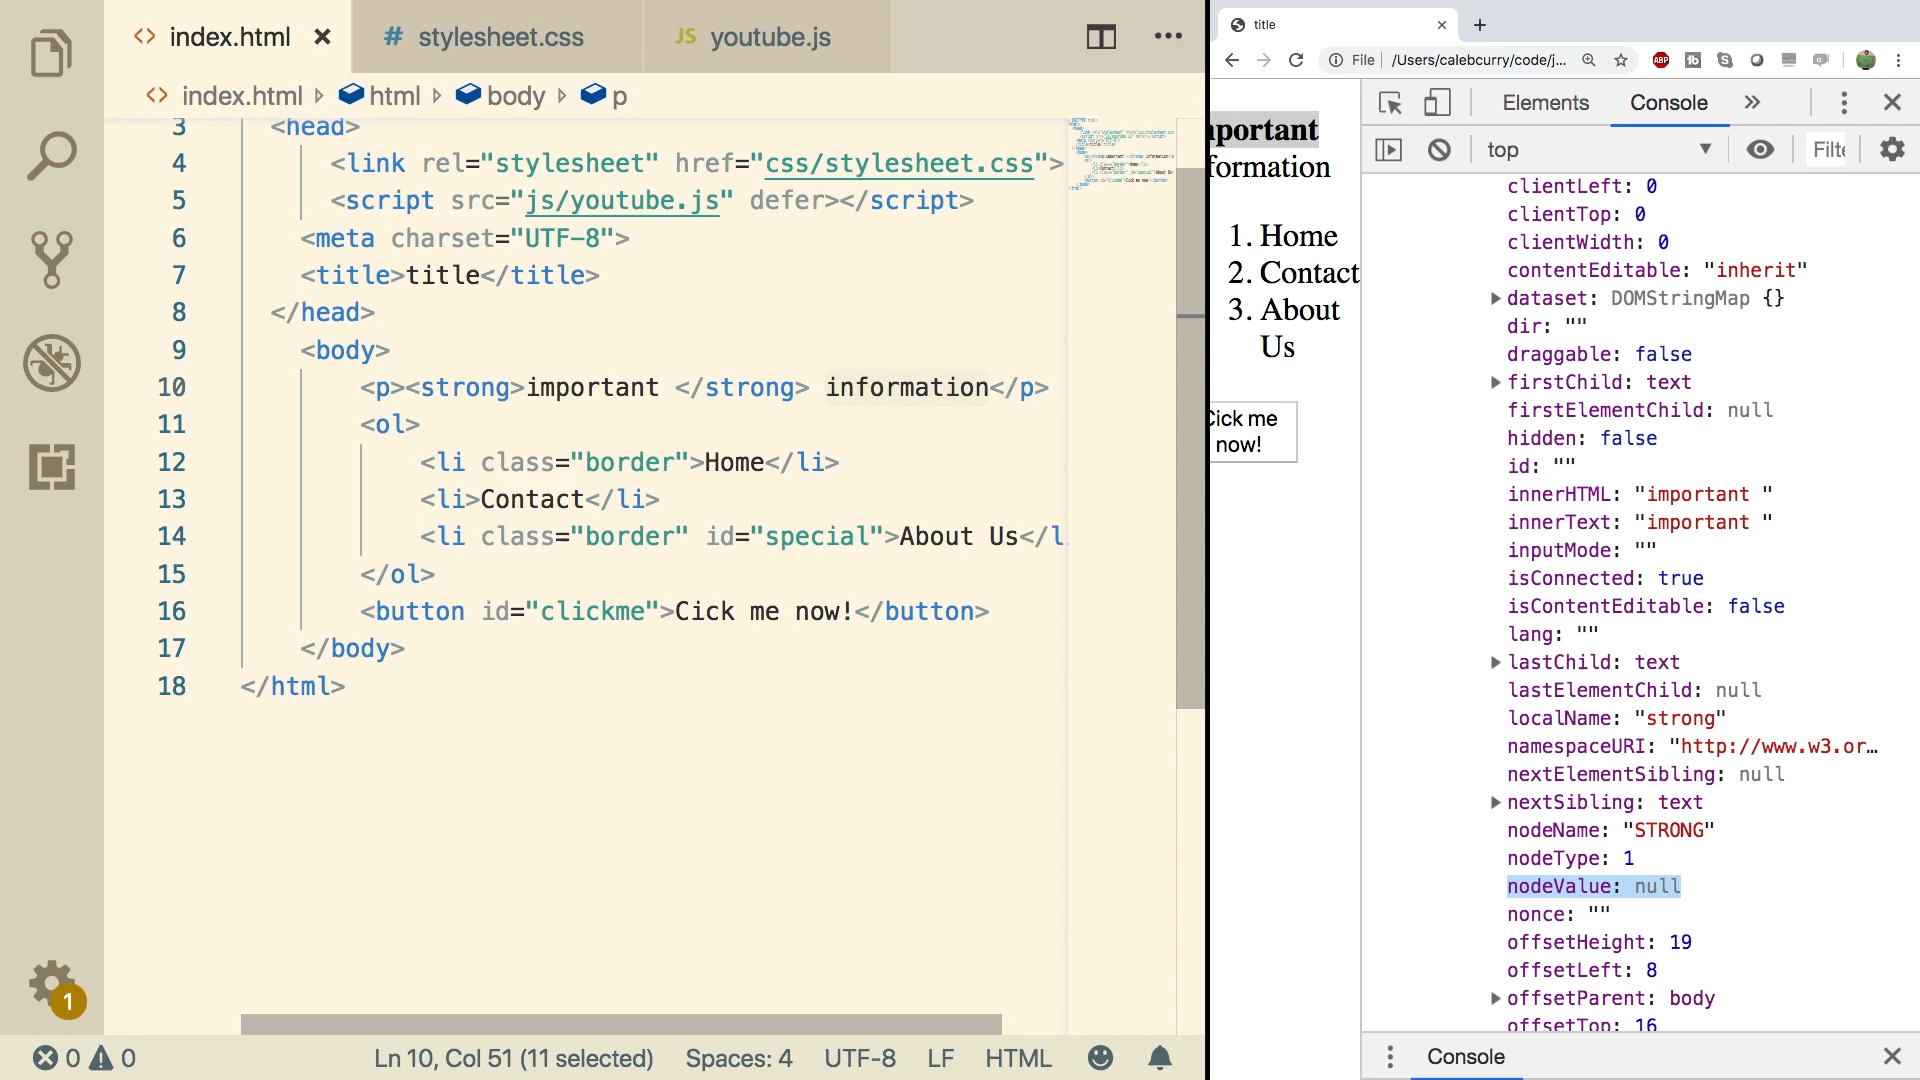 index.html
# stylesheet.css
JS youtube.js
index.html html body p
3 <head>
4 <link rel="stylesheet" href="css/stylesheet.css">
5 <script src="js/youtube.js" defer></script>
6 <meta charset="UTF-8">
7 <title>title</title>
8 </head>
9 <body>
10 <p><strong>important </strong> information</p>
11 <ol>
12 <li class="border">Home</li>
13 <li>Contact</li>
14 <li class="border" id="special">About Us</l
15 </ol>
16 <button id="clickme">Cick me now!</button>
17 </body>
18 </html>
1
0 0
Ln 10, Col 51 (11 selected) Spaces: 4 UTF-8 LF HTML
title
File /Users/calebcurry/code/j...
ABP
mportant
formation
1. Home
2. Contact
3. About
Us
Cick me
now!
Elements Console
top Filt
clientLeft: 0
clientTop: 0
clientWidth: 0
contentEditable: "inherit"
dataset: DOMStringMap {}
dir: ""
draggable: false
firstChild: text
firstElementChild: null
hidden: false
id: ""
innerHTML: "important "
innerText: "important "
inputMode: ""
isConnected: true
isContentEditable: false
lang: ""
lastChild: text
lastElementChild: null
localName: "strong"
namespaceURI: "http://www.w3.or…
nextElementSibling: null
nextSibling: text
nodeName: "STRONG"
nodeType: 1
nodeValue: null
nonce: ""
offsetHeight: 19
offsetLeft: 8
offsetParent: body
offsetTop: 16
Console